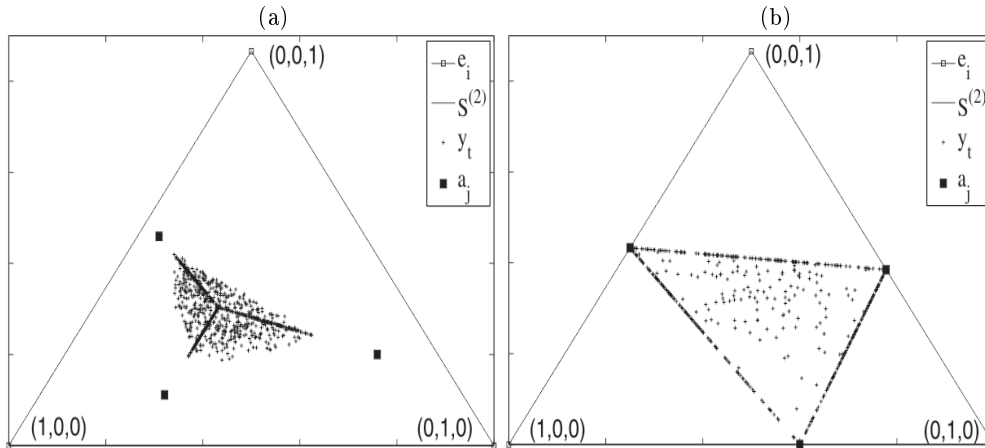 (a)
(0,0,1)
e_i
S^(2)
y_t
a_j
(1,0,0)
(0,1,0)
(b)
(0,0,1)
e_i
S^(2)
y_t
a_j
(1,0,0)
(0,1,0)